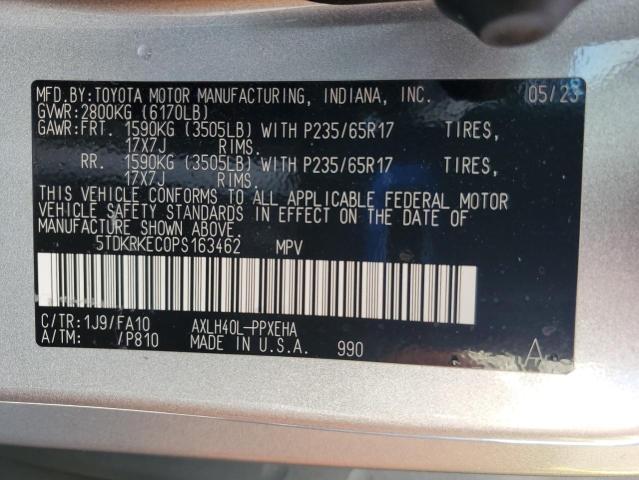 MFD.BY:TOYOTA MOTOR MANUFACTURING, INDIANA, INC. 05/23
GVWR:2800KG (6170LB)
GAWR:FRT. 1590KG (3505LB) WITH P235/65R17 TIRES,
17X7J RIMS.
RR. 1590KG (3505LB) WITH P235/65R17 TIRES,
17X7J RIMS.
THIS VEHICLE CONFORMS TO ALL APPLICABLE FEDERAL MOTOR
VEHICLE SAFETY STANDARDS IN EFFECT ON THE DATE OF
MANUFACTURE SHOWN ABOVE.
5TDKRKEC0PS163462 MPV
C/TR:1J9/FA10 AXLH40L-PPXEHA
A/TM: /P810 MADE IN U.S.A. 990 A